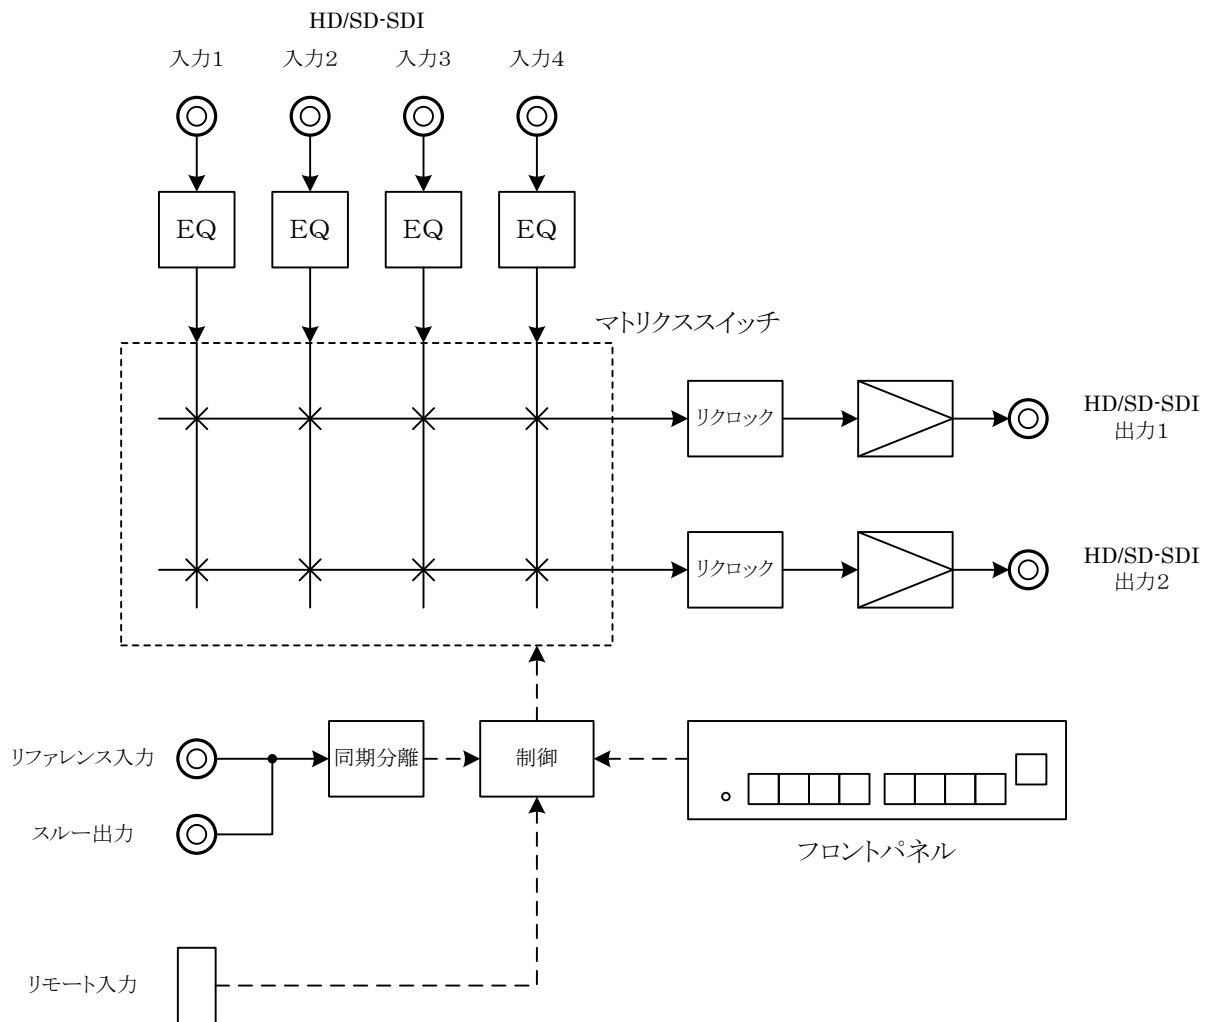 HD/SD-SDI
入力1
入力2
入力3
入力4
EQ
EQ
EQ
EQ
マトリクススイッチ
リクロック
HD/SD-SDI
出力1
リクロック
HD/SD-SDI
出力2
リファレンス入力
同期分離
制御
スルー出力
フロントパネル
リモート入力